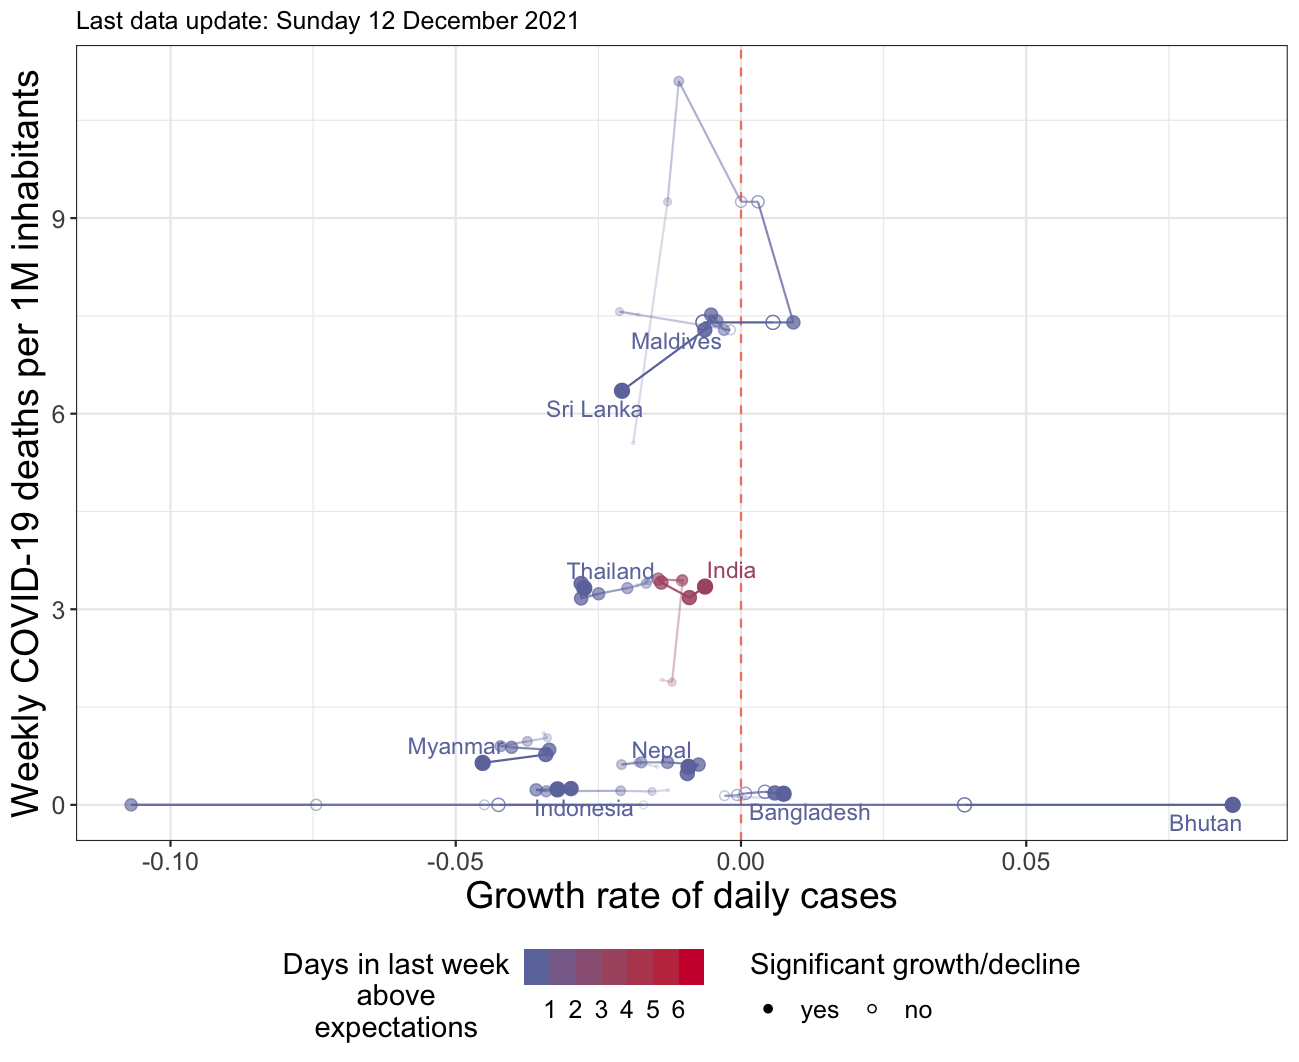 Last data update: Sunday 12 December 2021
Weekly COVID-19 deaths per 1M inhabitants
9
6
3
0
Maldives
Sri Lanka
Thailand
India
Myanmar
Nepal
Indonesia
Bangladesh
Bhutan
-0.10 -0.05 0.00 0.05
Growth rate of daily cases
Days in last week
above
expectations
1 2 3 4 5 6
Significant growth/decline
yes no